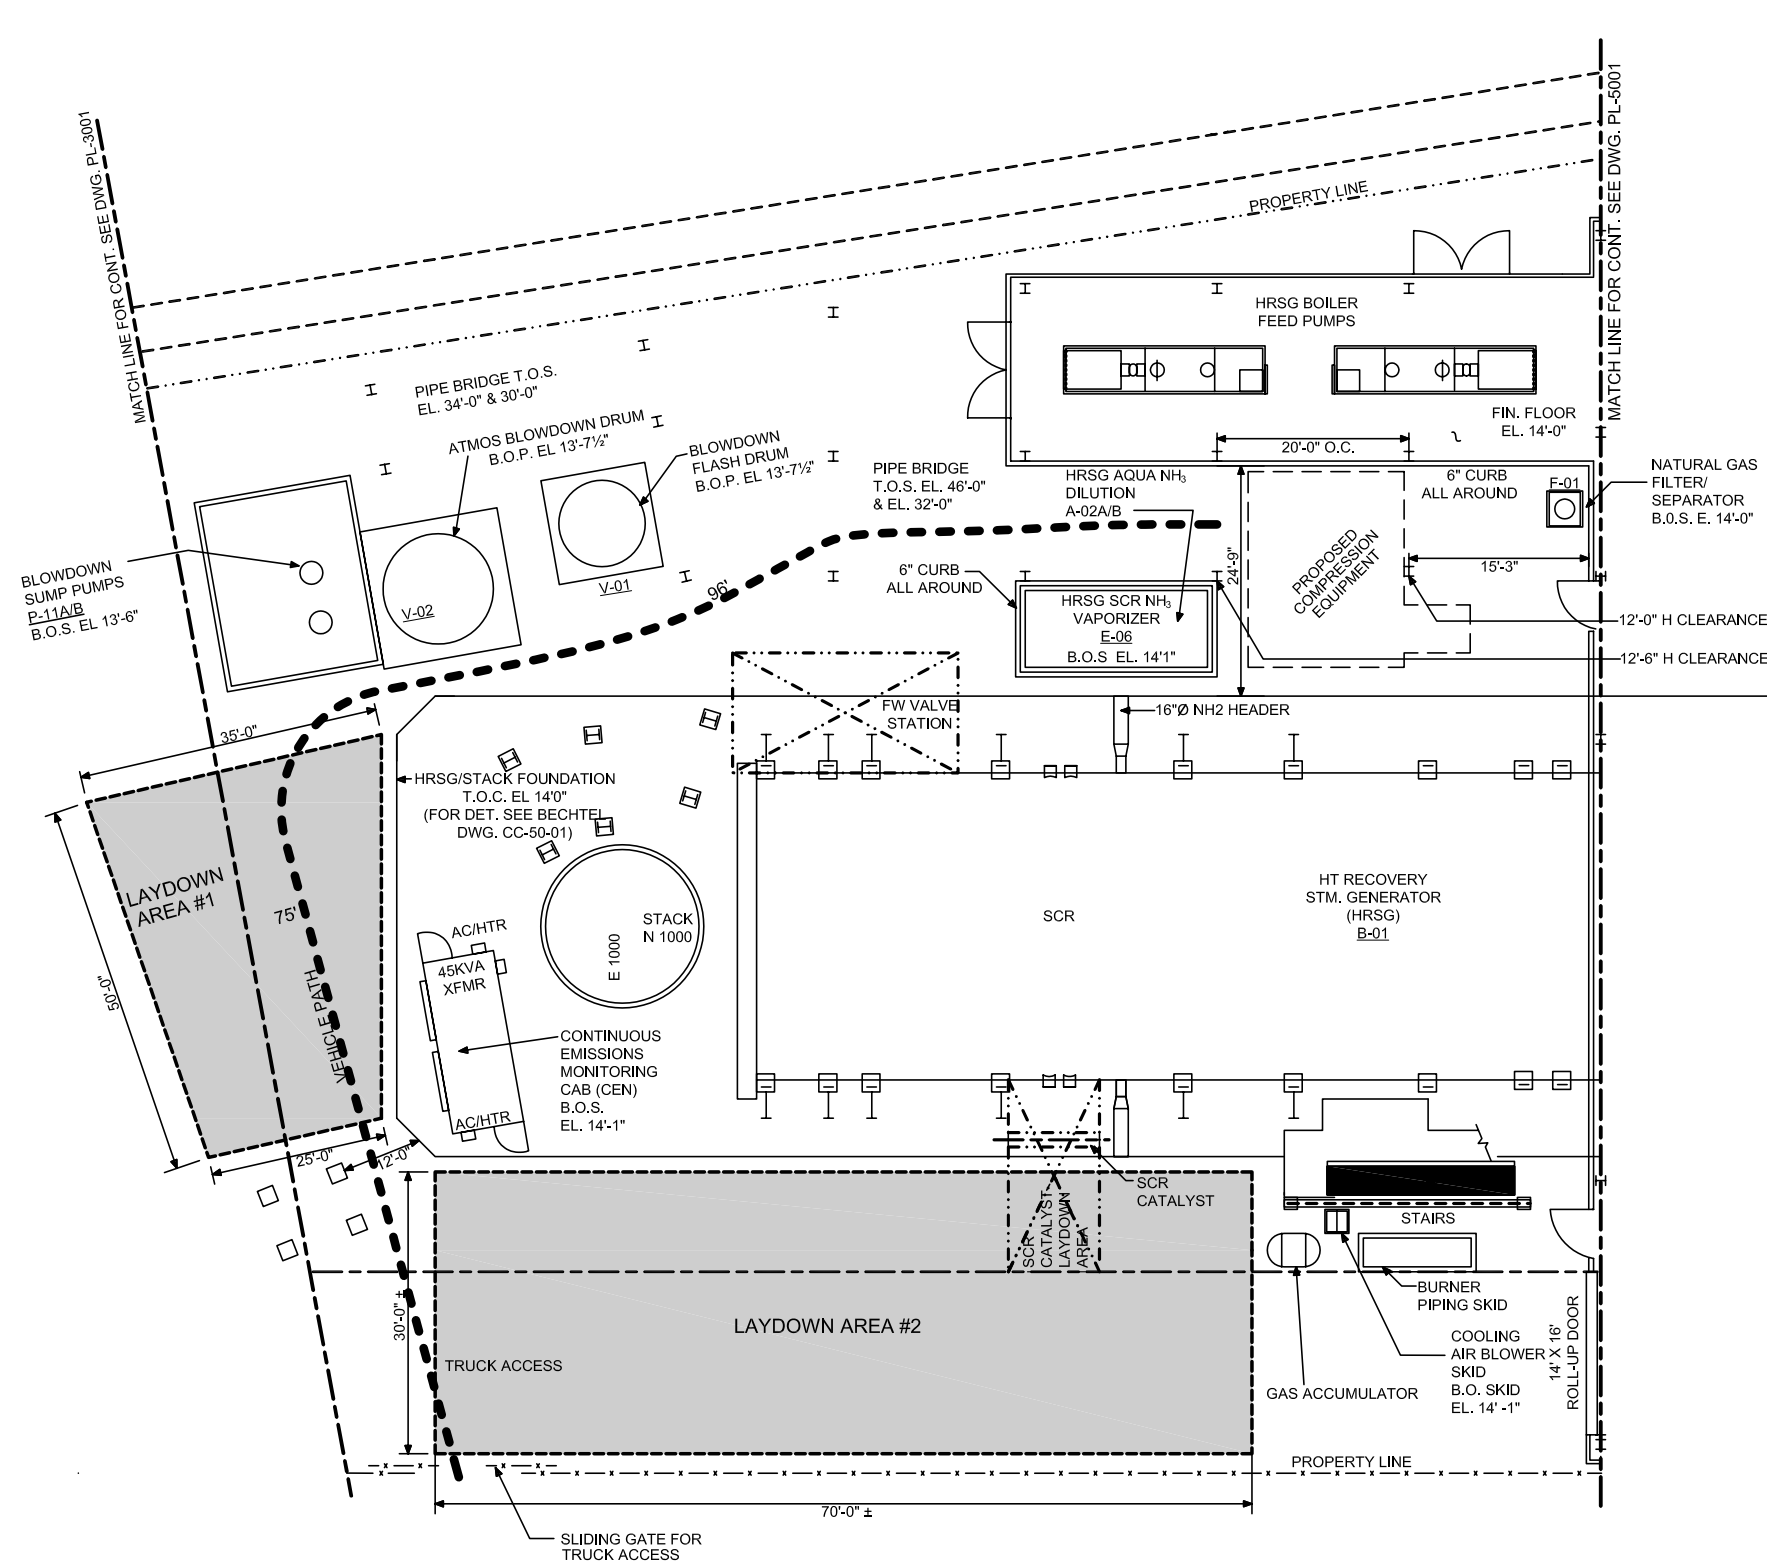 MATCH LINE FOR CONT. SEE DWG. PL-3001
MATCH LINE FOR CONT. SEE DWG. PL-5001
PROPERTY LINE
HRSG BOILER
FEED PUMPS
FIN. FLOOR
EL. 14'-0"
20'-0" O.C.
PIPE BRIDGE T.O.S.
EL. 34'-0" & 30'-0"
ATMOS BLOWDOWN DRUM
B.O.P. EL 13'-7½"
BLOWDOWN
FLASH DRUM
B.O.P. EL 13'-7½"
PIPE BRIDGE
T.O.S. EL. 46'-0"
& EL. 32'-0"
HRSG AQUA NH₃
DILUTION
A-02A/B
6" CURB
ALL AROUND
F-01
NATURAL GAS
FILTER/
SEPARATOR
B.0.S. E. 14'-0"
BLOWDOWN
SUMP PUMPS
P-11A/B
B.O.S. EL 13'-6"
V-02
V-01
96'
6" CURB
ALL AROUND
HRSG SCR NH₃
VAPORIZER
E-06
B.O.S EL. 14'1"
24'-9"
PROPOSED
COMPRESSION
EQUIPMENT
15'-3"
12'-0" H CLEARANCE
12'-6" H CLEARANCE
FW VALVE
STATION
16"Ø NH2 HEADER
35'-0"
HRSG/STACK FOUNDATION
T.O.C. EL 14'0"
(FOR DET. SEE BECHTEL
DWG. CC-50-01)
LAYDOWN
AREA #1
75'
50'-0"
VEHICLE PATH
25'-0"
12'-0"
AC/HTR
45KVA
XFMR
STACK
N 1000
E 1000
CONTINUOUS
EMISSIONS
MONITORING
CAB (CEN)
B.O.S.
EL. 14'-1"
AC/HTR
SCR
HT RECOVERY
STM. GENERATOR
(HRSG)
B-01
SCR
CATALYST
SCR
CATALYST
LAYDOWN
AREA
STAIRS
30'-0" ±
TRUCK ACCESS
LAYDOWN AREA #2
BURNER
PIPING SKID
COOLING
AIR BLOWER
SKID
B.O. SKID
EL. 14' -1"
GAS ACCUMULATOR
14' X 16'
ROLL-UP DOOR
PROPERTY LINE
70'-0" ±
SLIDING GATE FOR
TRUCK ACCESS